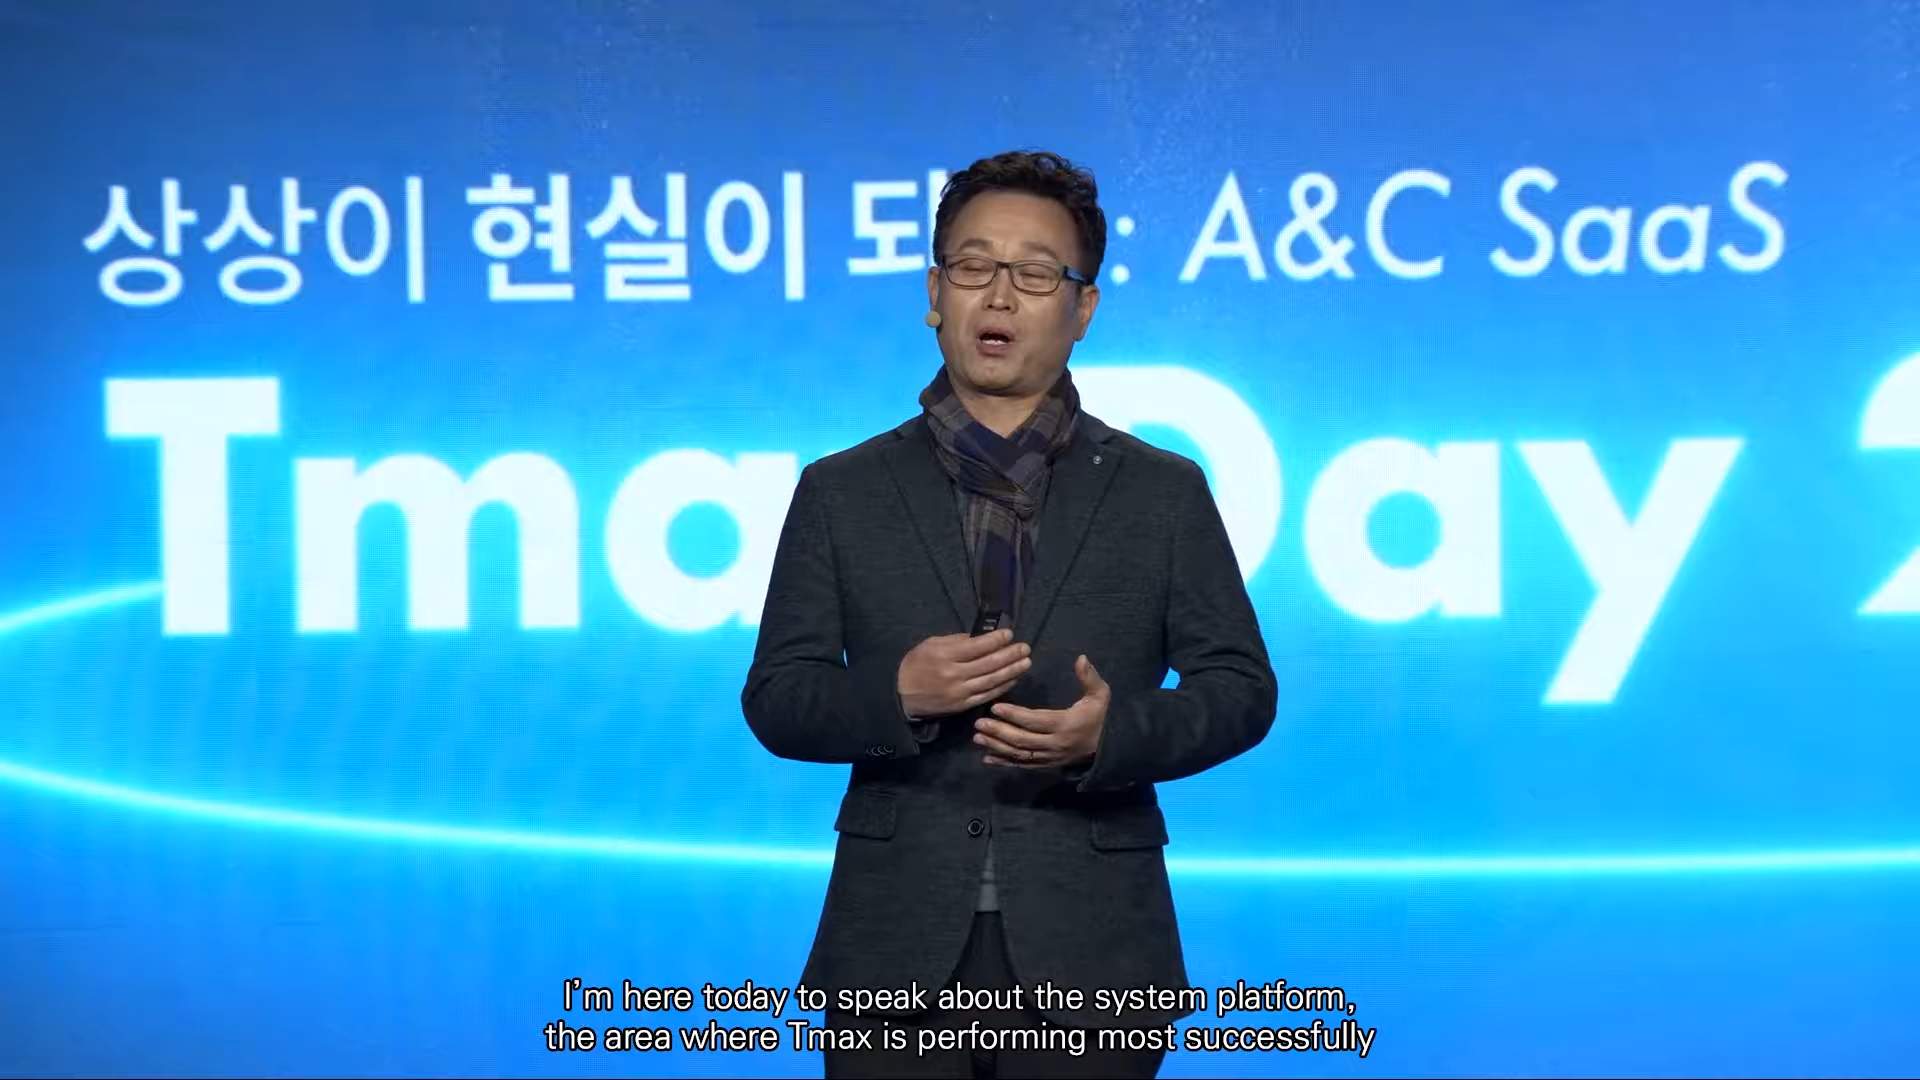 상상이 현실이 되 : A&C SaaS
Tma Day 2
I'm here today to speak about the system platform,
the area where Tmax is performing most successfully